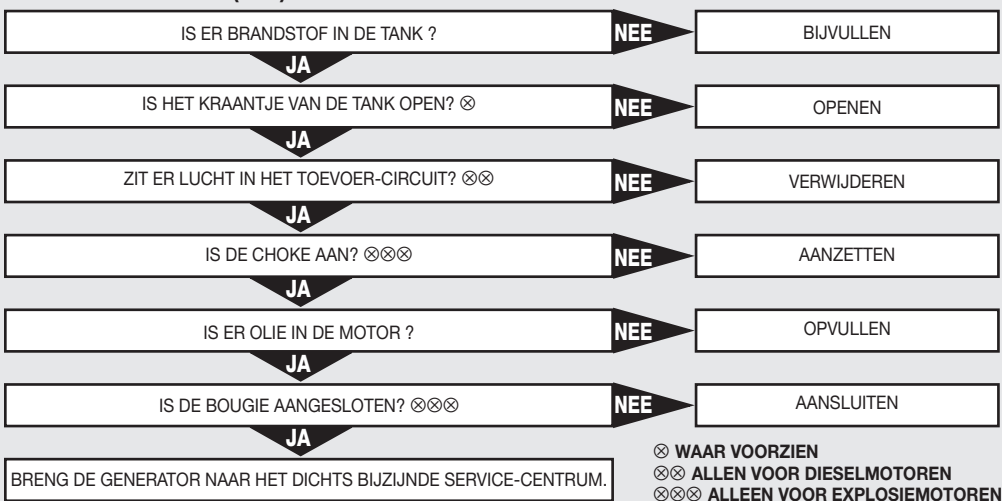 IS ER BRANDSTOF IN DE TANK ?
NEE
BIJVULLEN
JA
IS HET KRAANTJE VAN DE TANK OPEN? ⊗
NEE
OPENEN
JA
ZIT ER LUCHT IN HET TOEVOER-CIRCUIT? ⊗⊗
NEE
VERWIJDEREN
JA
IS DE CHOKE AAN? ⊗⊗⊗
NEE
AANZETTEN
JA
IS ER OLIE IN DE MOTOR ?
NEE
OPVULLEN
JA
IS DE BOUGIE AANGESLOTEN? ⊗⊗⊗
NEE
AANSLUITEN
JA
BRENG DE GENERATOR NAAR HET DICHTS BIJZIJNDE SERVICE-CENTRUM.
⊗ WAAR VOORZIEN
⊗⊗ ALLEN VOOR DIESELMOTOREN
⊗⊗⊗ ALLEEN VOOR EXPLOSIEMOTOREN